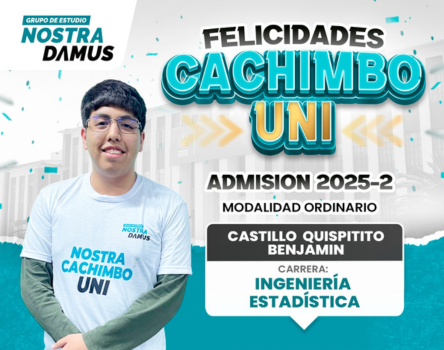 GRUPO DE ESTUDIO
NOSTRA
DAMUS
FELICIDADES
CACHIMBO
UNI
ADMISION 2025-2
MODALIDAD ORDINARIO
CASTILLO QUISPITITO
BENJAMIN
CARRERA:
INGENIERÍA
ESTADÍSTICA
NOSTRA
DAMUS
NOSTRA
CACHIMBO
UNI